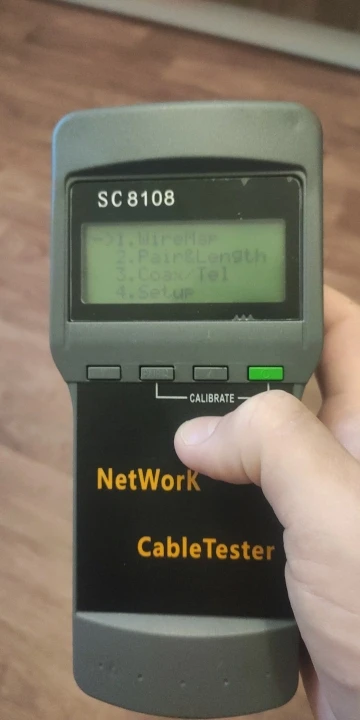 SC8108
->1.WireMap
2.Pair&Length
3.Coax/Tel
4.Setup
CALIBRATE
NetWorK
CableTester